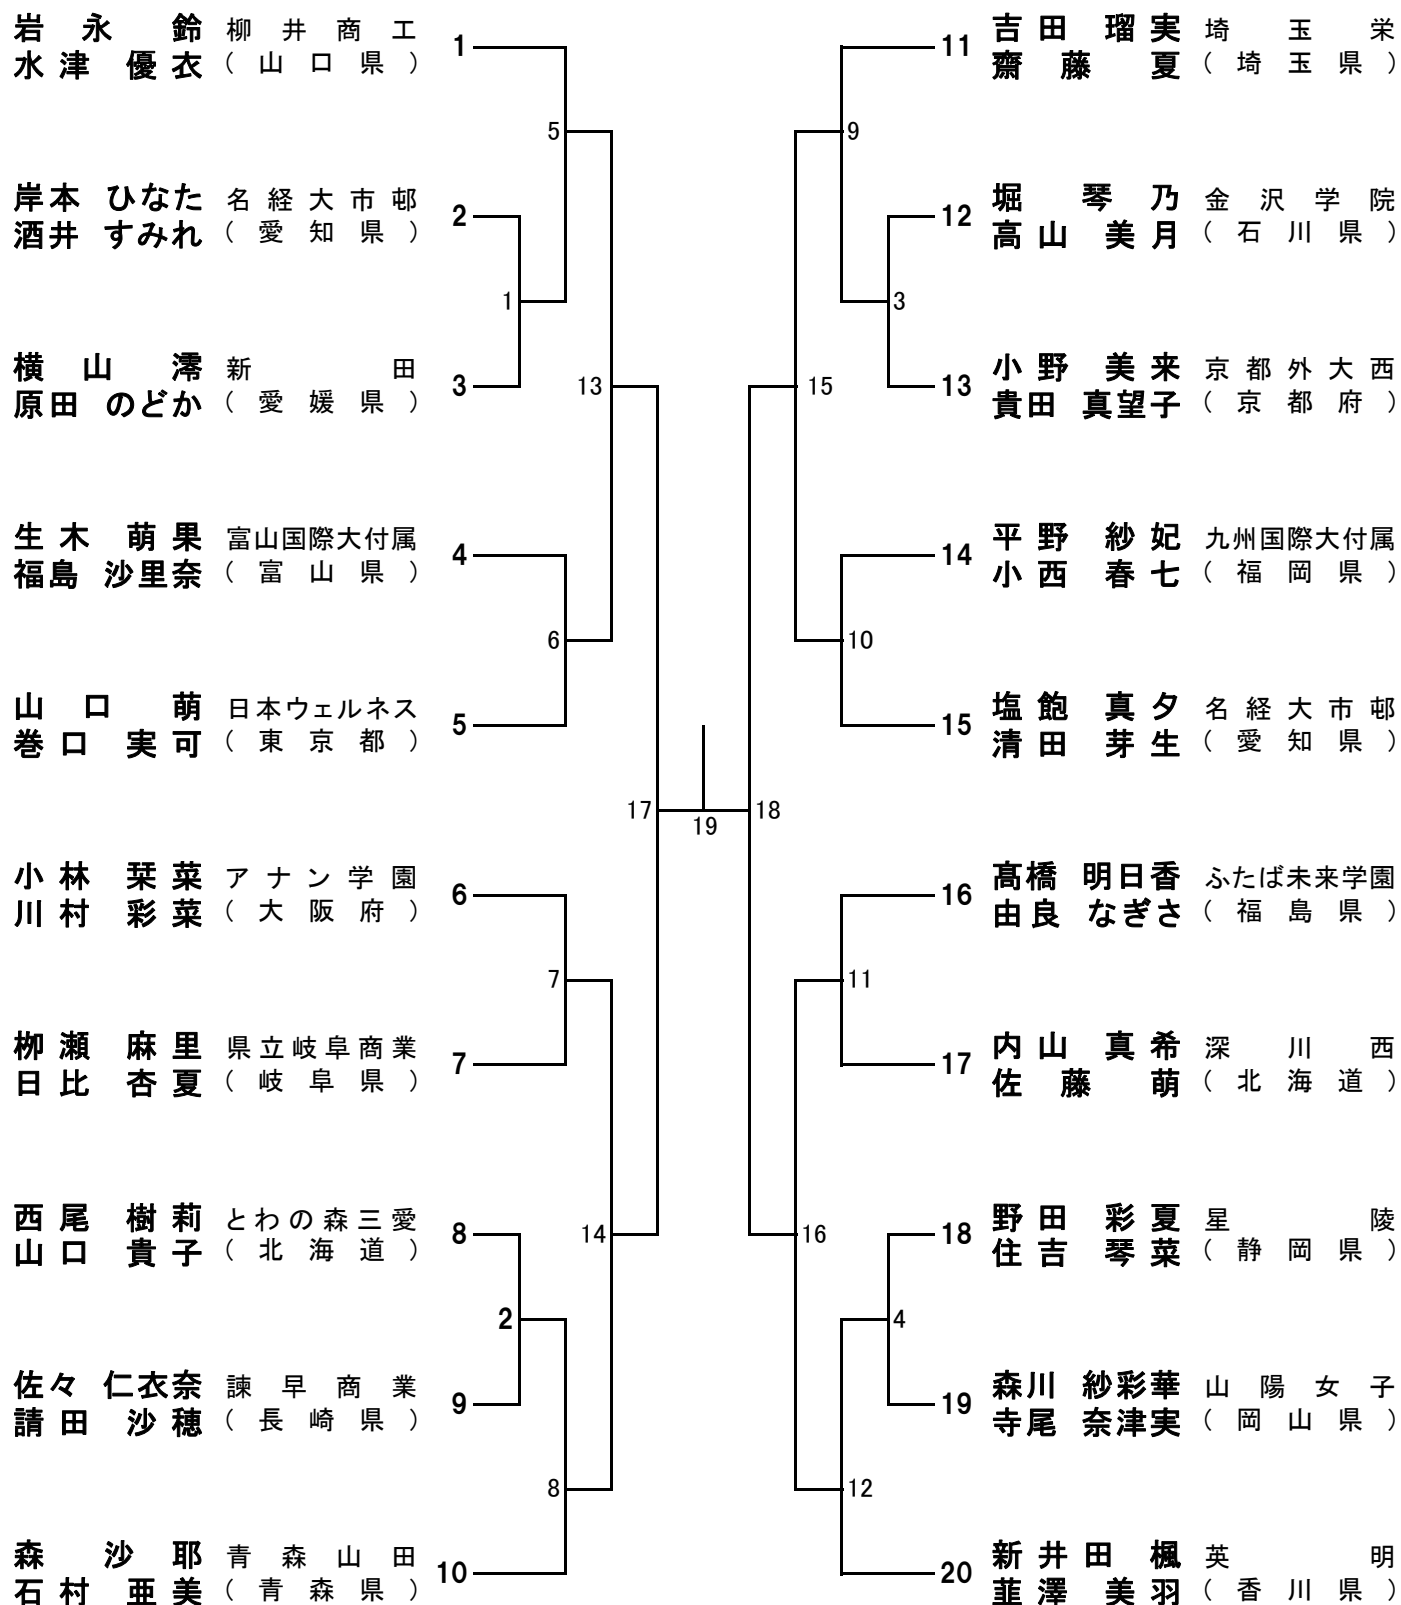 岩永 鈴 柳井商工
1
水津 優衣 (山口県)
岸本 ひなた 名経大市邨
2
酒井 すみれ (愛知県)
横山 澪 新田
3
原田 のどか (愛媛県)
生木 萌果 富山国際大付属
4
福島 沙里奈 (富山県)
山口 萌 日本ウェルネス
5
巻口 実可 (東京都)
小林 栞菜 アナン学園
6
川村 彩菜 (大阪府)
栁瀬 麻里 県立岐阜商業
7
日比 杏夏 (岐阜県)
西尾 樹莉 とわの森三愛
8
山口 貴子 (北海道)
佐々 仁衣奈 諫早商業
9
請田 沙穂 (長崎県)
森 沙耶 青森山田
10
石村 亜美 (青森県)
5
1
13
6
17
7
14
2
8
19
9
3
15
10
18
11
16
4
12
吉田 瑠実 埼玉栄
11
齋藤 夏 (埼玉県)
堀 琴乃 金沢学院
12
高山 美月 (石川県)
小野 美来 京都外大西
13
貴田 真望子 (京都府)
平野 紗妃 九州国際大付属
14
小西 春七 (福岡県)
塩飽 真夕 名経大市邨
15
清田 芽生 (愛知県)
髙橋 明日香 ふたば未来学園
16
由良 なぎさ (福島県)
内山 真希 深川西
17
佐藤 萌 (北海道)
野田 彩夏 星陵
18
住吉 琴菜 (静岡県)
森川 紗彩華 山陽女子
19
寺尾 奈津実 (岡山県)
新井田 楓 英明
20
韮澤 美羽 (香川県)